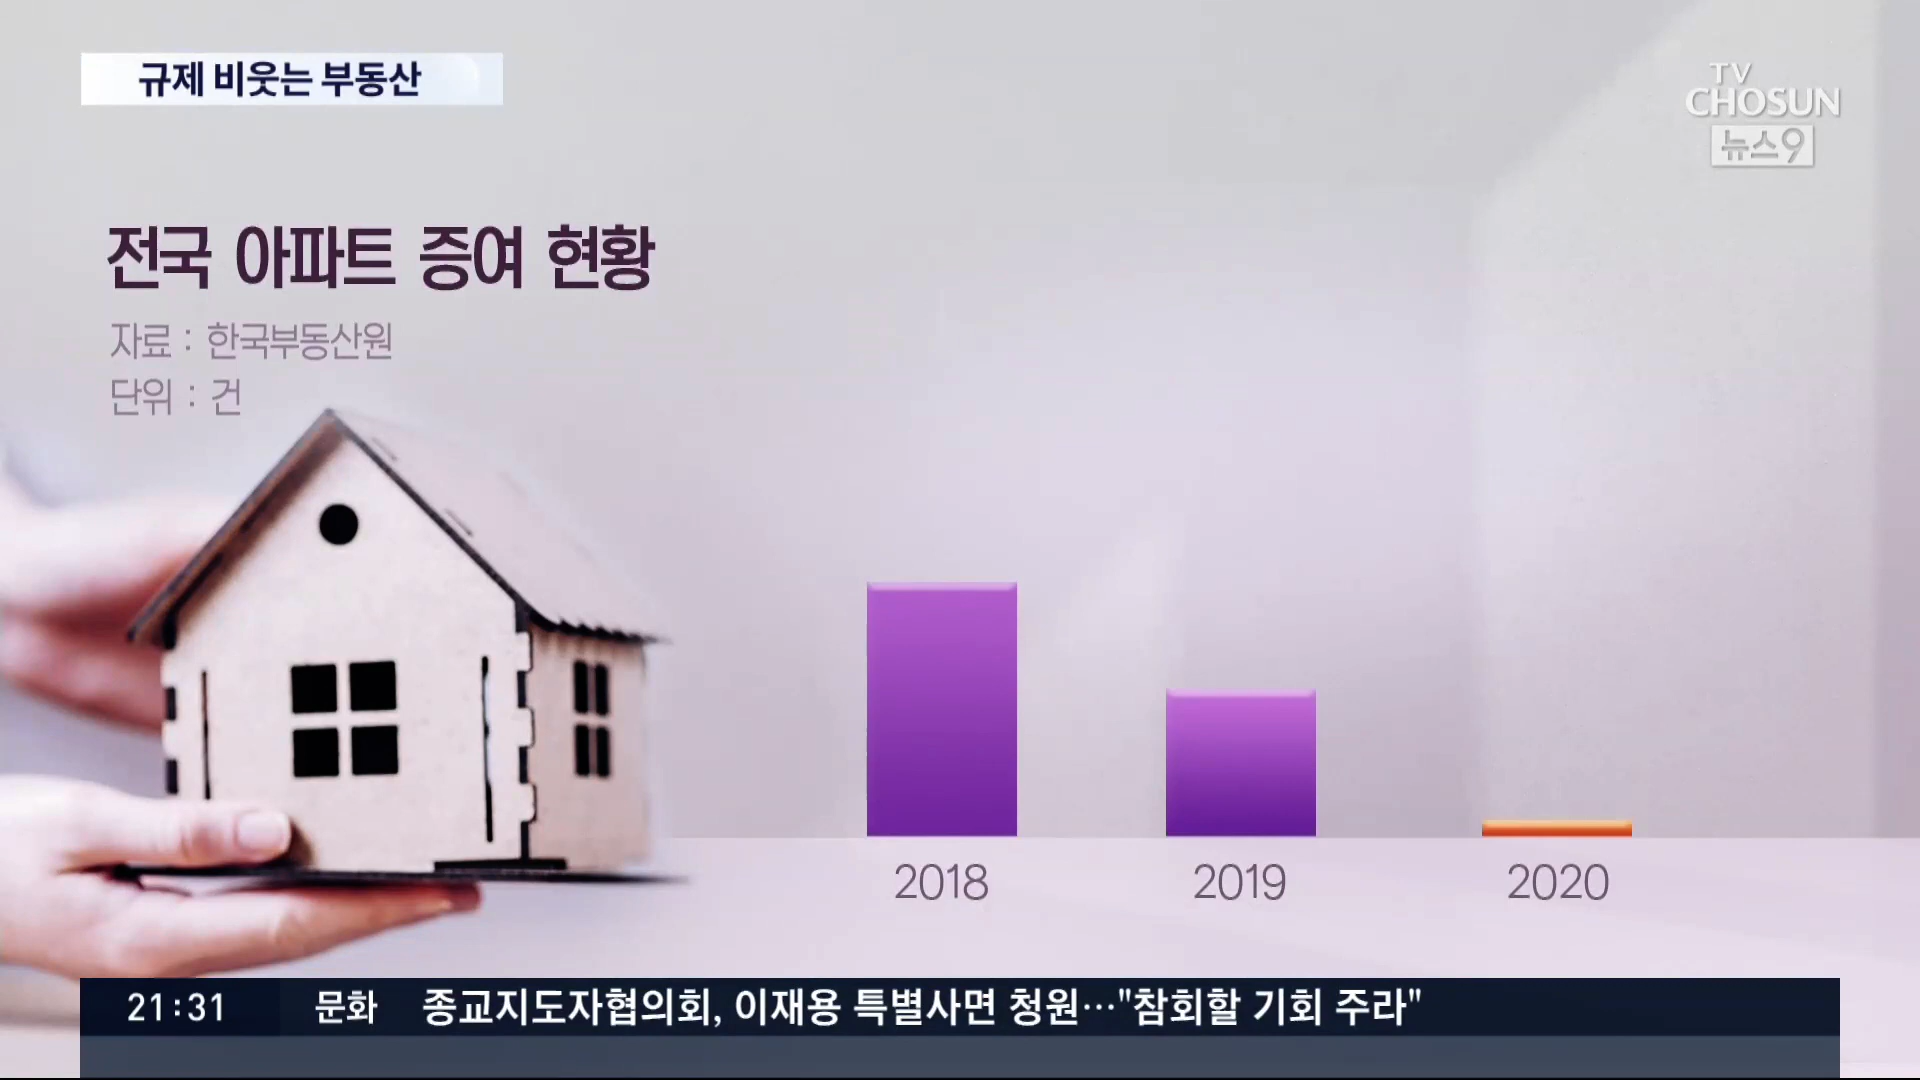 규제 비웃는 부동산
TV
CHOSUN
뉴스9
전국 아파트 증여 현황
자료 : 한국부동산원
단위 : 건
2018
2019
2020
21:31 문화 종교지도자협의회, 이재용 특별사면 청원…"참회할 기회 주라"